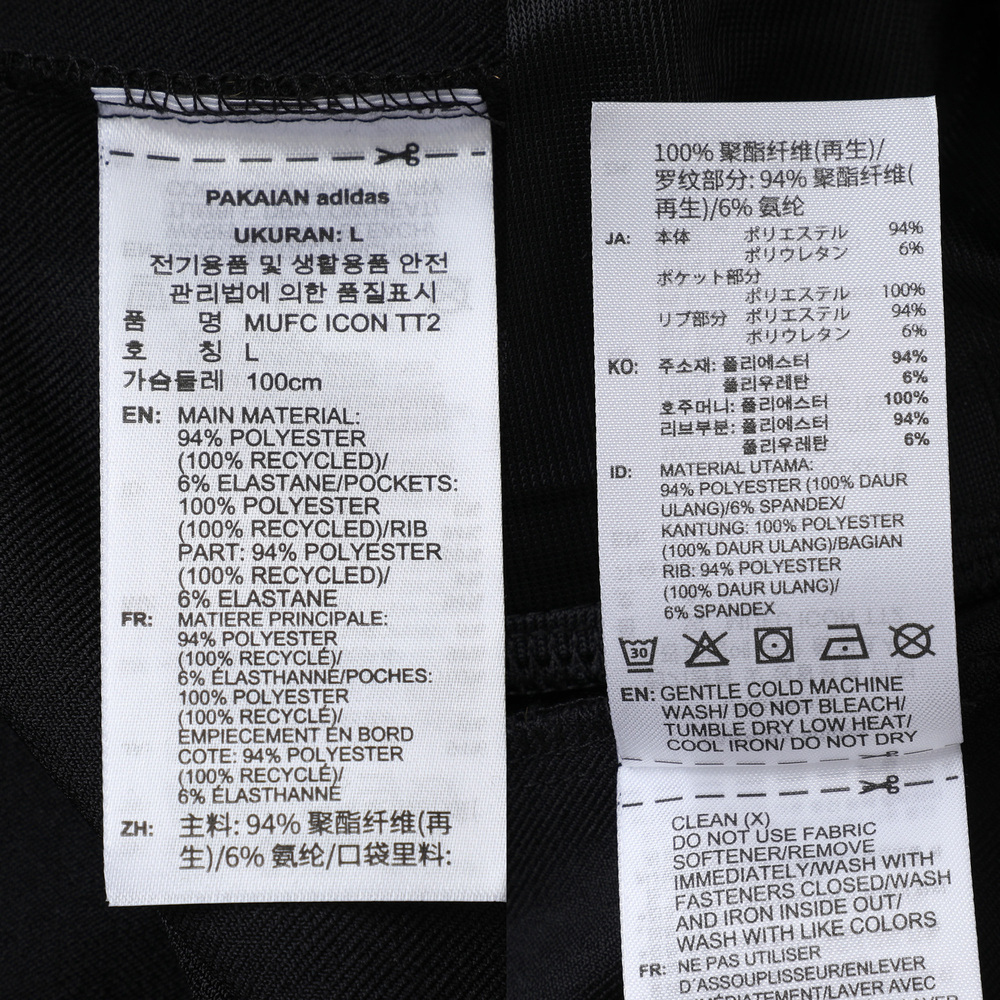 PAKAIAN adidas
UKURAN: L
전기용품 및 생활용품 안전
관리법에 의한 품질표시
품 명 MUFC ICON TT2
호 칭 L
가슴둘레 100cm
EN: MAIN MATERIAL:
94% POLYESTER
(100% RECYCLED)/
6% ELASTANE/POCKETS:
100% POLYESTER
(100% RECYCLED)/RIB
PART: 94% POLYESTER
(100% RECYCLED)/
6% ELASTANE
FR: MATIERE PRINCIPALE:
94% POLYESTER
(100% RECYCLÉ)/
6% ÉLASTHANNE/POCHES:
100% POLYESTER
(100% RECYCLÉ)/
EMPIECEMENT EN BORD
COTE: 94% POLYESTER
(100% RECYCLÉ)/
6% ÉLASTHANNE
ZH: 主料: 94% 聚酯纤维(再
生)/6% 氨纶/口袋里料:
100% 聚酯纤维(再生)/
罗纹部分: 94% 聚酯纤维(
再生)/6% 氨纶
JA: 本体 ポリエステル 94%
ポリウレタン 6%
ポケット部分
ポリエステル 100%
リブ部分 ポリエステル 94%
ポリウレタン 6%
KO: 주소재: 폴리에스터 94%
폴리우레탄 6%
호주머니: 폴리에스터 100%
리브부분: 폴리에스터 94%
폴리우레탄 6%
ID: MATERIAL UTAMA:
94% POLYESTER (100% DAUR
ULANG)/6% SPANDEX/
KANTUNG: 100% POLYESTER
(100% DAUR ULANG)/BAGIAN
RIB: 94% POLYESTER
(100% DAUR ULANG)/
6% SPANDEX
30
EN: GENTLE COLD MACHINE
WASH/ DO NOT BLEACH/
TUMBLE DRY LOW HEAT/
COOL IRON/ DO NOT DRY
CLEAN (X)
DO NOT USE FABRIC
SOFTENER/REMOVE
IMMEDIATELY/WASH WITH
FASTENERS CLOSED/WASH
AND IRON INSIDE OUT/
WASH WITH LIKE COLORS
FR: NE PAS UTILISER
D´ASSOUPLISSEUR/ENLEVER
IMMÉDIATEMENT/LAVER AVEC